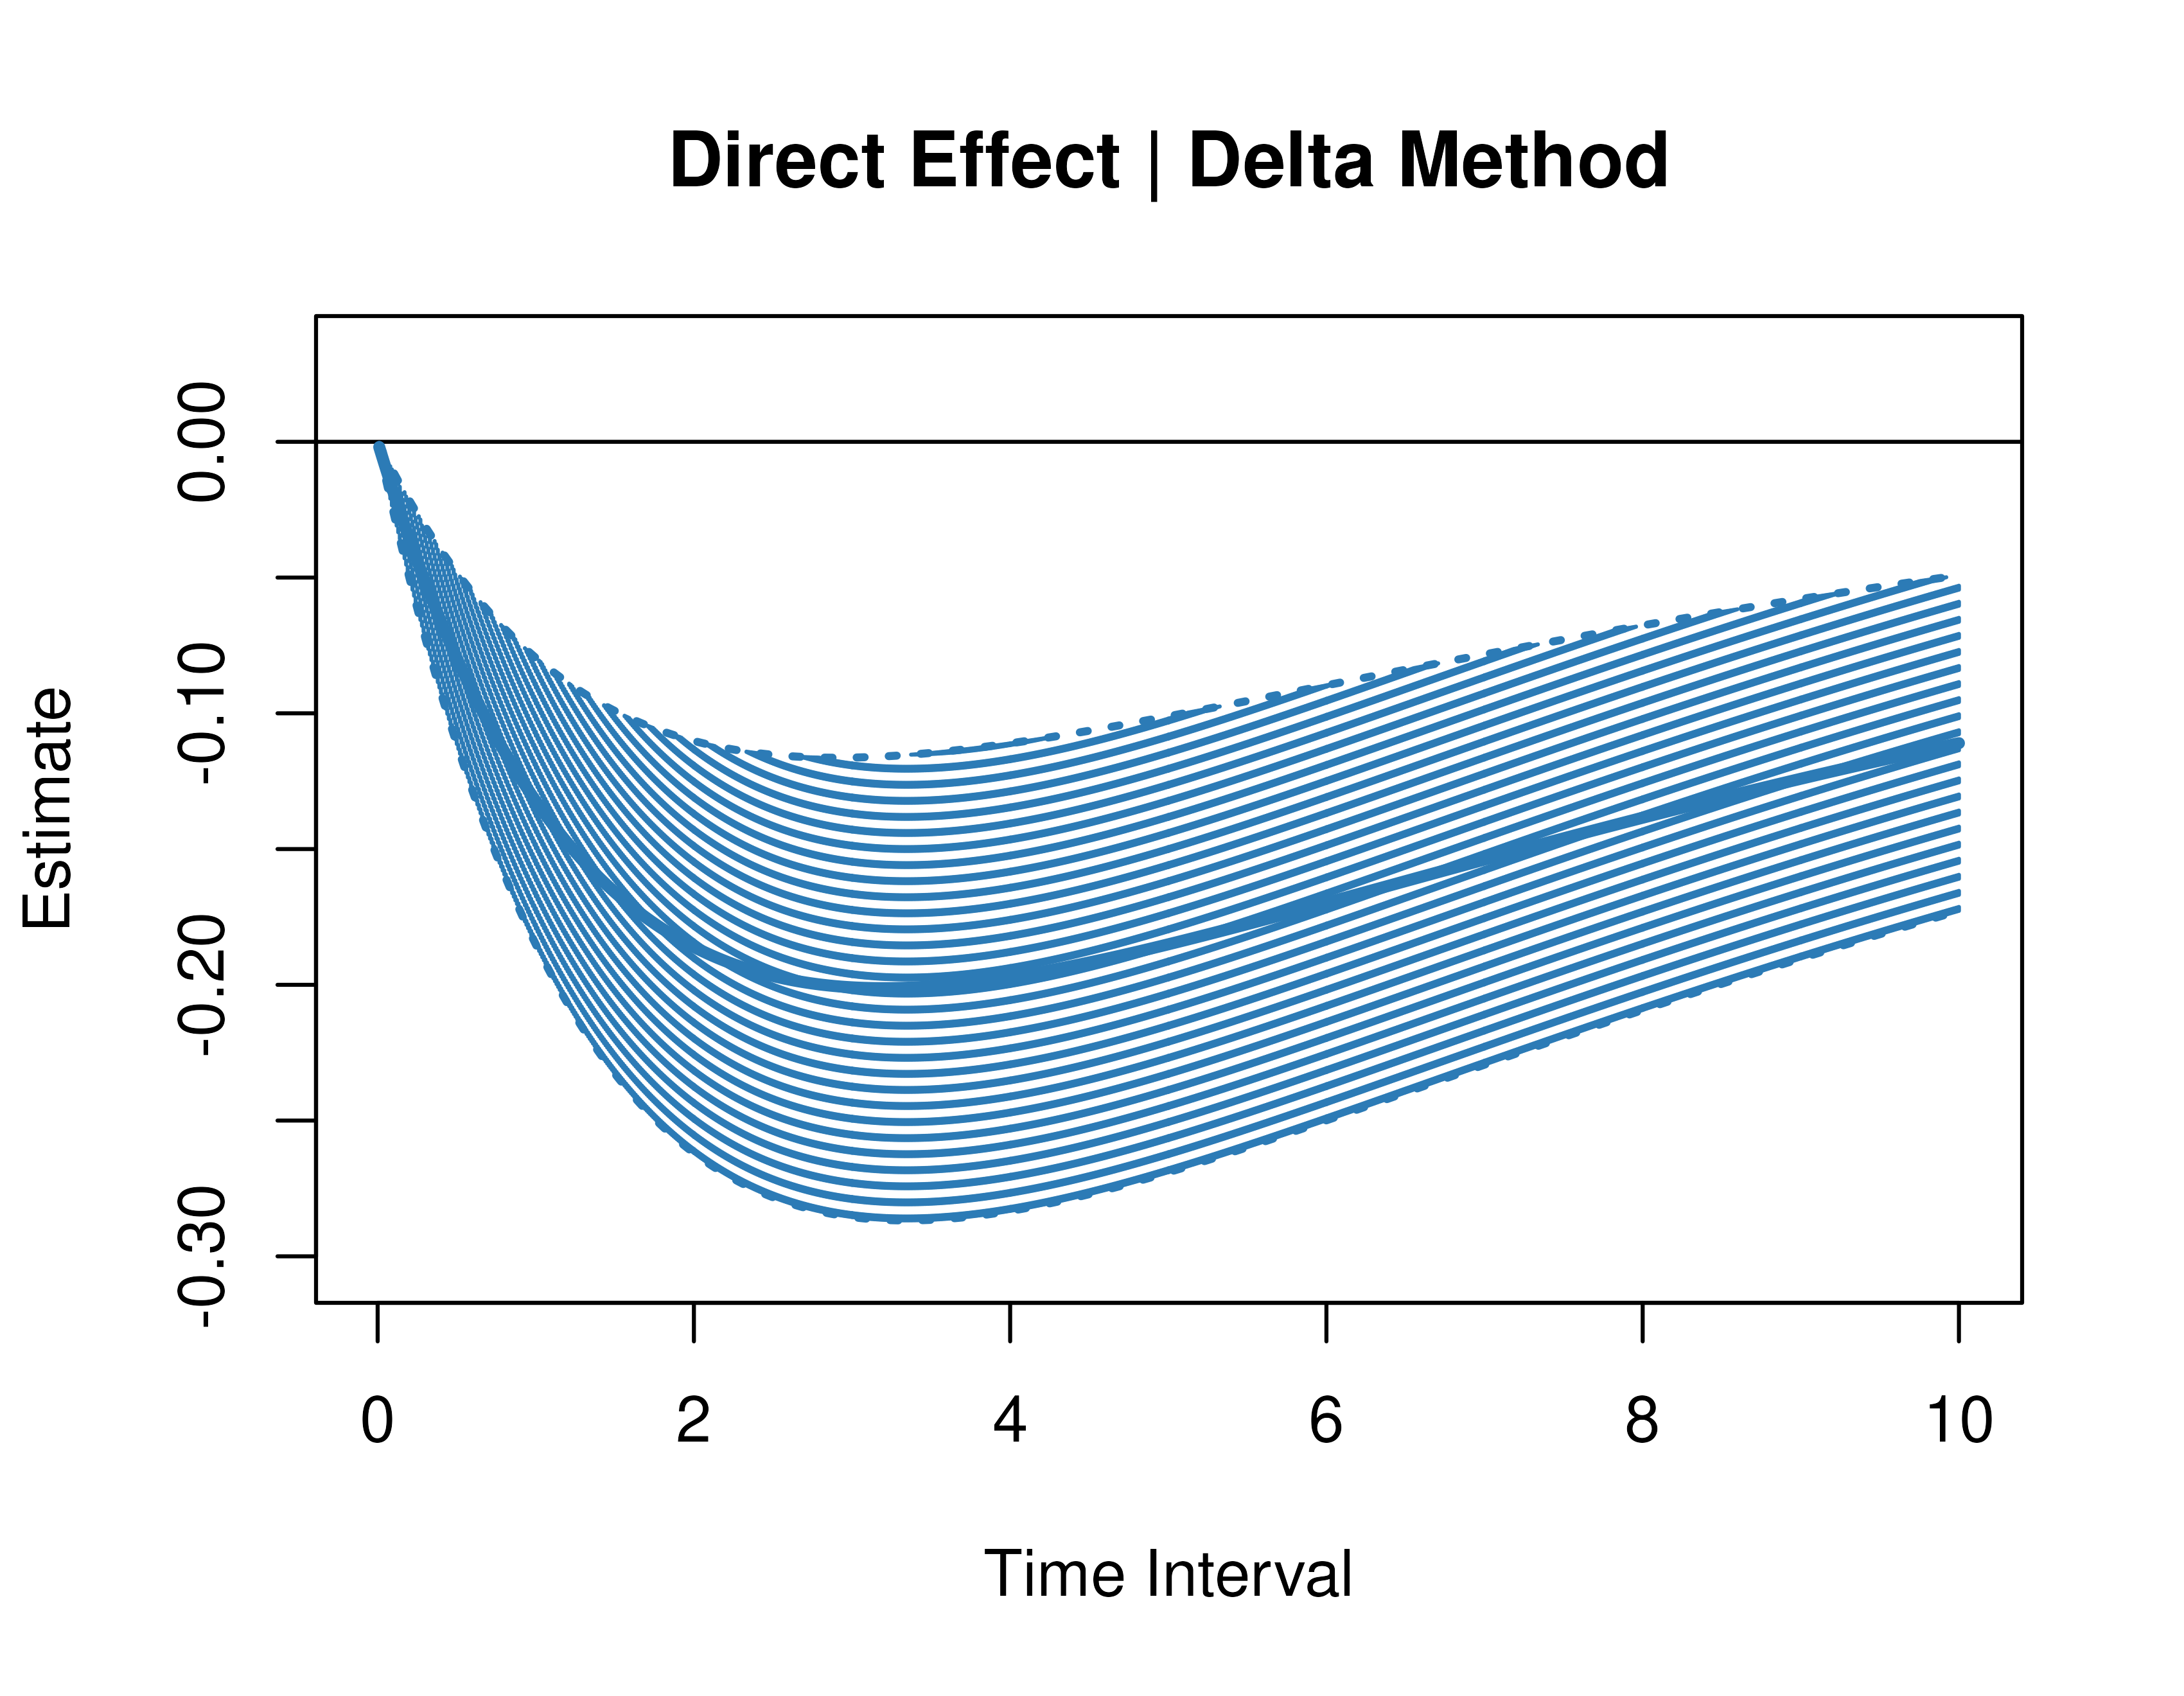 Direct Effect | Delta Method
Estimate
0.00
-0.10
-0.20
-0.30
0 2 4 6 8 10
Time Interval